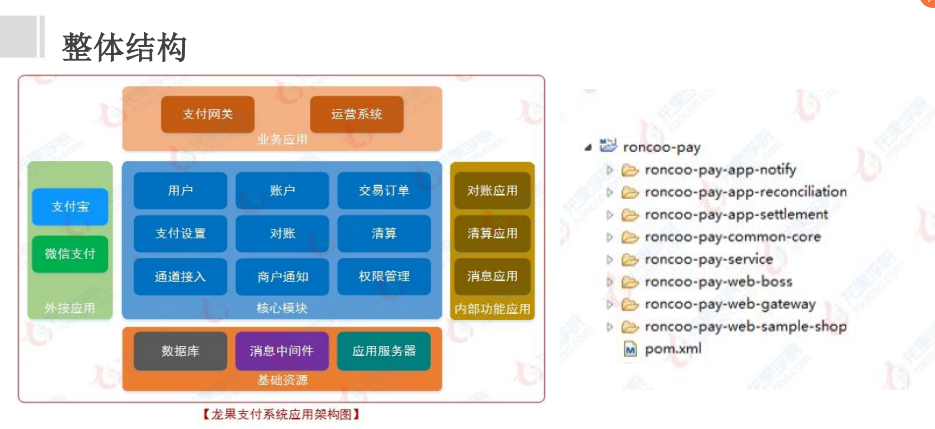 整体结构
支付网关
运营系统
业务应用
支付宝
微信支付
外接应用
用户
账户
交易订单
支付设置
对账
清算
通道接入
商户通知
权限管理
核心模块
对账应用
清算应用
消息应用
内部功能应用
数据库
消息中间件
应用服务器
基础资源
【龙果支付系统应用架构图】
roncoo-pay
roncoo-pay-app-notify
roncoo-pay-app-reconciliation
roncoo-pay-app-settlement
roncoo-pay-common-core
roncoo-pay-service
roncoo-pay-web-boss
roncoo-pay-web-gateway
roncoo-pay-web-sample-shop
pom.xml